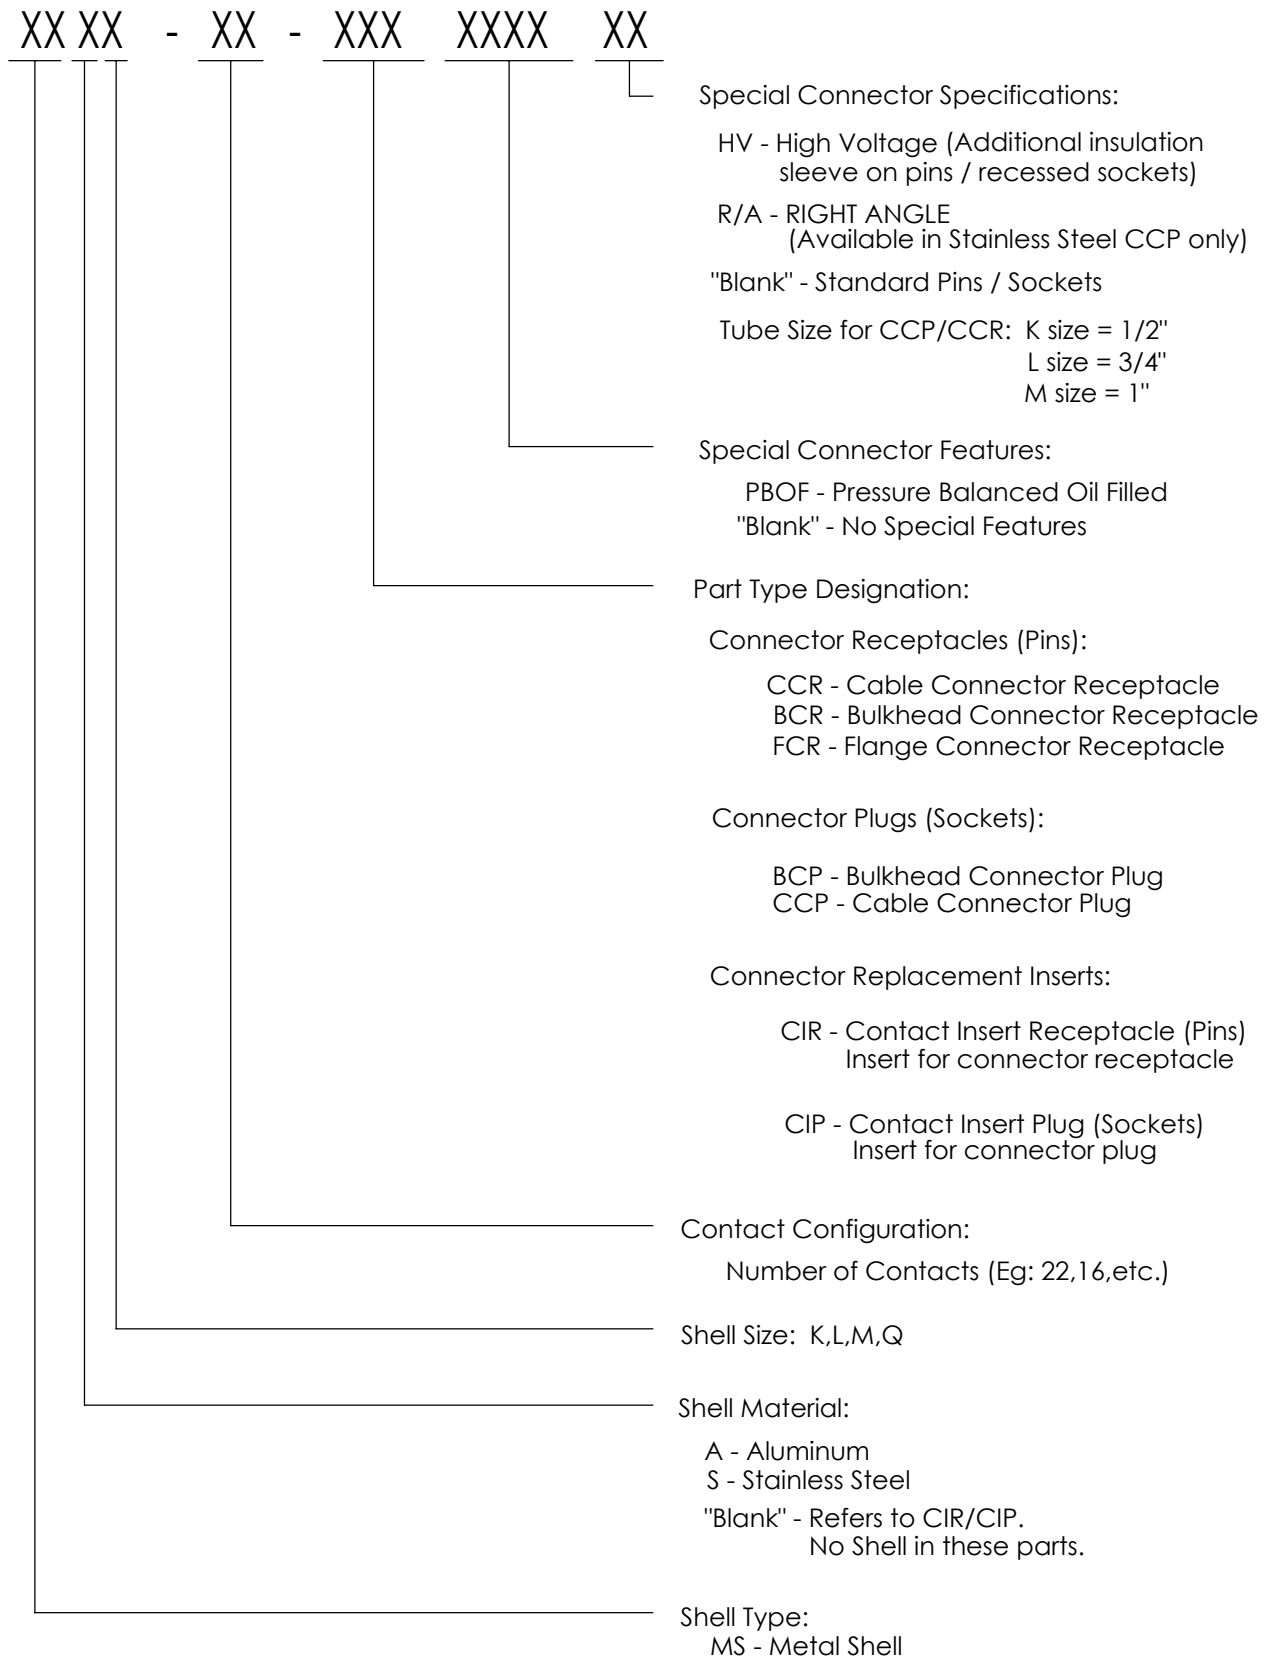 XX XX - XX - XXX XXXX XX
Special Connector Specifications:
HV - High Voltage (Additional insulation
sleeve on pins / recessed sockets)
R/A - RIGHT ANGLE
(Available in Stainless Steel CCP only)
"Blank" - Standard Pins / Sockets
Tube Size for CCP/CCR: K size = 1/2"
L size = 3/4"
M size = 1"
Special Connector Features:
PBOF - Pressure Balanced Oil Filled
"Blank" - No Special Features
Part Type Designation:
Connector Receptacles (Pins):
CCR - Cable Connector Receptacle
BCR - Bulkhead Connector Receptacle
FCR - Flange Connector Receptacle
Connector Plugs (Sockets):
BCP - Bulkhead Connector Plug
CCP - Cable Connector Plug
Connector Replacement Inserts:
CIR - Contact Insert Receptacle (Pins)
Insert for connector receptacle
CIP - Contact Insert Plug (Sockets)
Insert for connector plug
Contact Configuration:
Number of Contacts (Eg: 22,16,etc.)
Shell Size: K,L,M,Q
Shell Material:
A - Aluminum
S - Stainless Steel
"Blank" - Refers to CIR/CIP.
No Shell in these parts.
Shell Type:
MS - Metal Shell